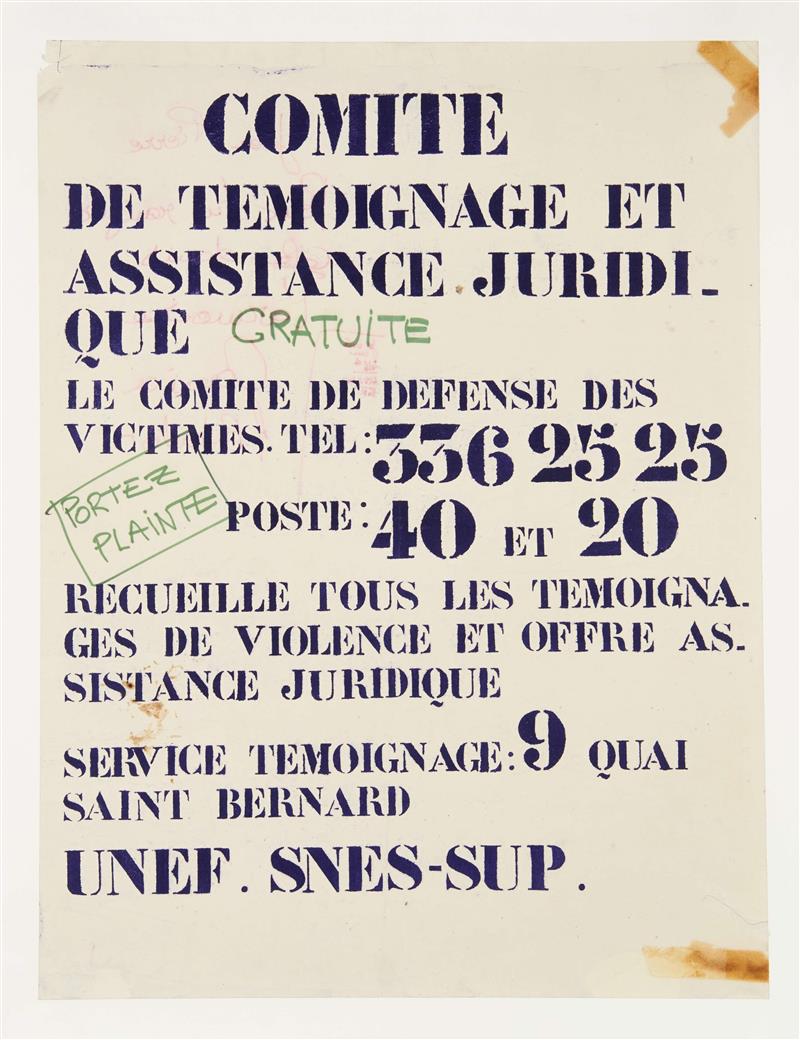 COMITE
DE TEMOIGNAGE ET
ASSISTANCE JURIDI-
QUE GRATUITE
LE COMITE DE DEFENSE DES
VICTIMES. TEL: 336 25 25
PORTEZ
PLAINTE
POSTE: 40 ET 20
RECUEILLE TOUS LES TEMOIGNA-
GES DE VIOLENCE ET OFFRE AS-
SISTANCE JURIDIQUE
SERVICE TEMOIGNAGE: 9 QUAI
SAINT BERNARD
UNEF. SNES-SUP.